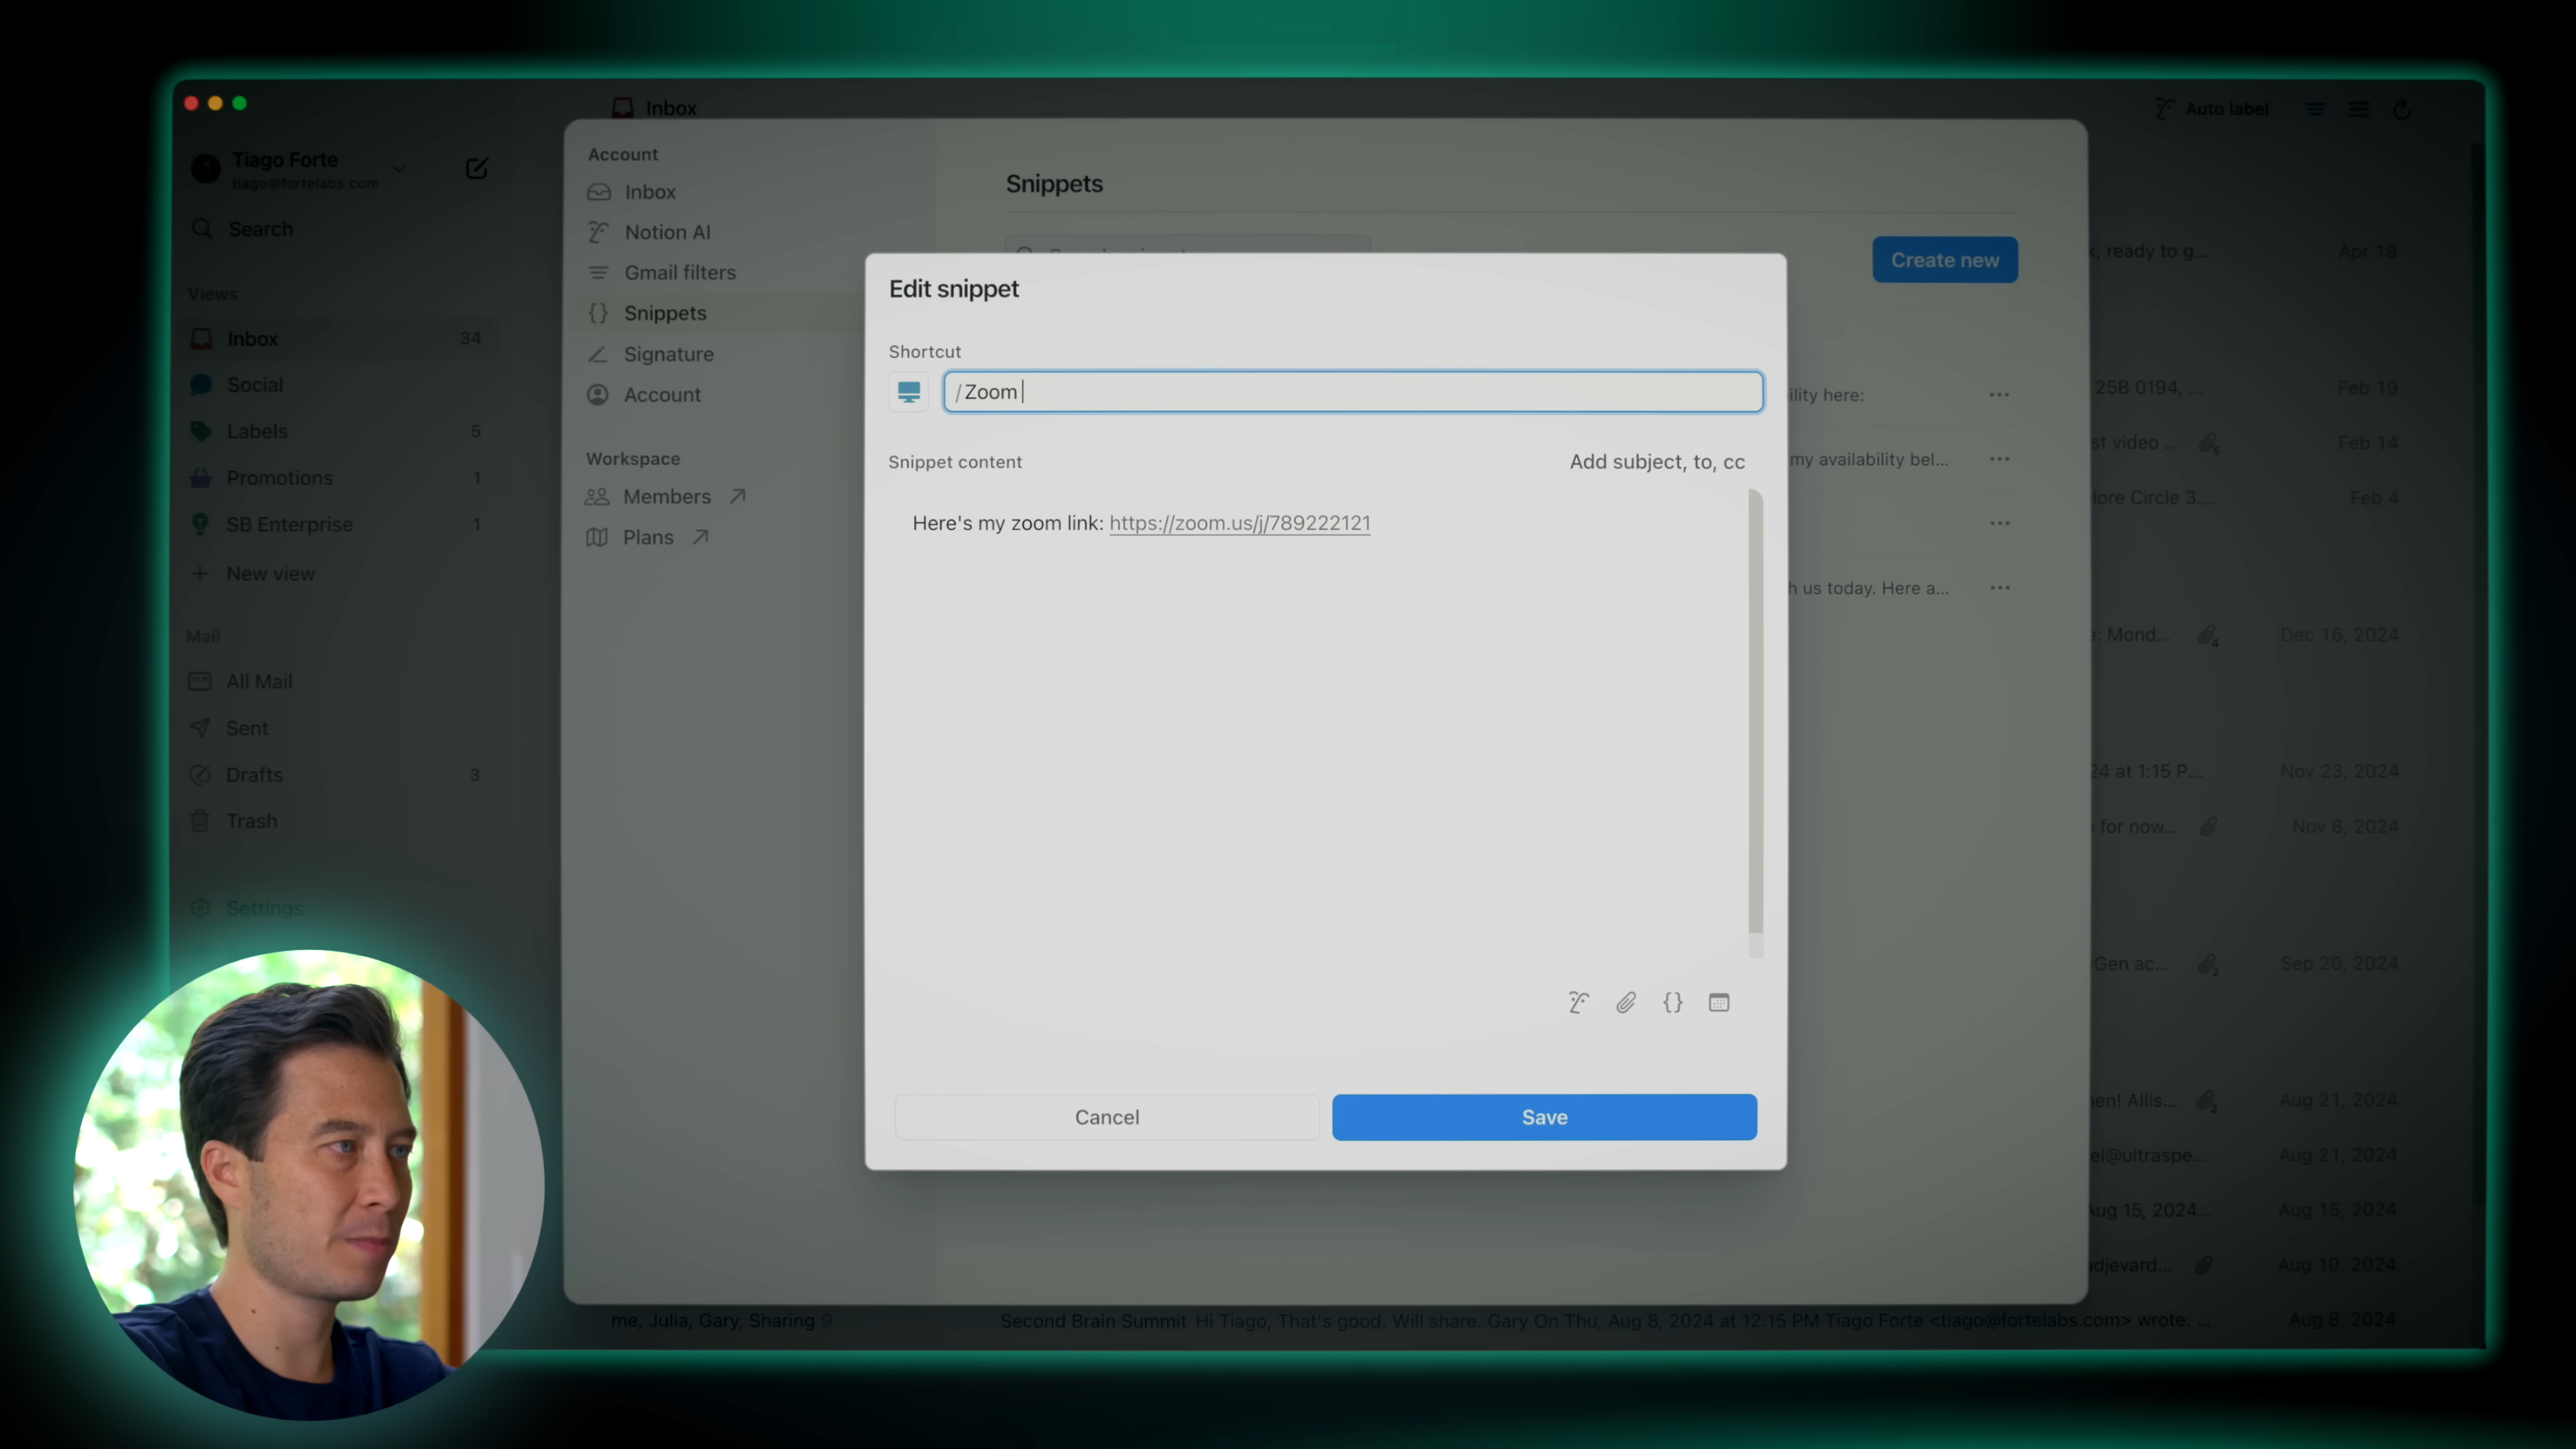 Inbox
Auto label
Tiago Forte
tiago@fortelabs.com
Search
Views
Inbox 34
Social
Labels 5
Promotions 1
SB Enterprise 1
New view
Mail
All Mail
Sent
Drafts 3
Trash
Settings
Account
Inbox
Notion AI
Gmail filters
Snippets
Signature
Account
Workspace
Members
Plans
Snippets
Create new
Edit snippet
Shortcut
/Zoom
Snippet content
Add subject, to, cc
Here's my zoom link: https://zoom.us/j/789222121
Cancel
Save
ility here:
my availability bel...
h us today. Here a...
, ready to g... Apr 18
25B 0194, ... Feb 19
st video ... 5 Feb 14
lore Circle 3.... Feb 4
: Mond... 4 Dec 16, 2024
24 at 1:15 P... Nov 23, 2024
for now... Nov 8, 2024
Gen ac... 2 Sep 20, 2024
en! Allis... 2 Aug 21, 2024
el@ultraspe... Aug 21, 2024
Aug 15, 2024... Aug 15, 2024
djevard... Aug 10, 2024
me, Julia, Gary, Sharing 9
Second Brain Summit Hi Tiago, That's good. Will share. Gary On Thu, Aug 8, 2024 at 12:15 PM Tiago Forte <tiago@fortelabs.com> wrote: ...
Aug 8, 2024